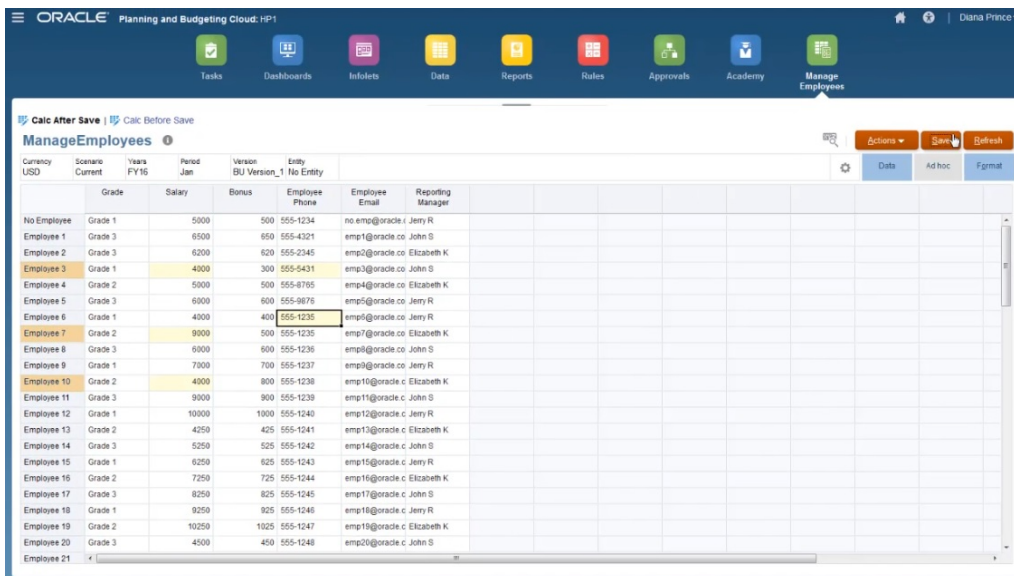 ORACLE Planning and Budgeting Cloud: HP1 Diana Prince
Tasks Dashboards Infolets Data Reports Rules Approvals Academy Manage Employees
Calc After Save | Calc Before Save
ManageEmployees Actions Save Refresh
Currency Scenario Years Period Version Entity
USD Current FY16 Jan BU Version_1 No Entity Data Ad hoc Format
Grade Salary Bonus Employee Phone Employee Email Reporting Manager
No Employee Grade 1 5000 500 555-1234 no.emp@oracle. Jerry R
Employee 1 Grade 3 6500 650 555-4321 emp1@oracle.co John S
Employee 2 Grade 3 6200 620 555-2345 emp2@oracle.co Elizabeth K
Employee 3 Grade 1 4000 300 555-5431 emp3@oracle.co John S
Employee 4 Grade 2 5000 500 555-8765 emp4@oracle.co Elizabeth K
Employee 5 Grade 3 6000 600 555-9876 emp5@oracle.co Jerry R
Employee 6 Grade 1 4000 400 555-1235 emp6@oracle.co Jerry R
Employee 7 Grade 2 9000 500 555-1235 emp7@oracle.co Elizabeth K
Employee 8 Grade 3 6000 600 555-1236 emp8@oracle.co John S
Employee 9 Grade 1 7000 700 555-1237 emp9@oracle.co Jerry R
Employee 10 Grade 2 4000 800 555-1238 emp10@oracle.c Elizabeth K
Employee 11 Grade 3 9000 900 555-1239 emp11@oracle.c John S
Employee 12 Grade 1 10000 1000 555-1240 emp12@oracle.c Jerry R
Employee 13 Grade 2 4250 425 555-1241 emp13@oracle.c Elizabeth K
Employee 14 Grade 3 5250 525 555-1242 emp14@oracle.c John S
Employee 15 Grade 1 6250 625 555-1243 emp15@oracle.c Jerry R
Employee 16 Grade 2 7250 725 555-1244 emp16@oracle.c Elizabeth K
Employee 17 Grade 3 8250 825 555-1245 emp17@oracle.c John S
Employee 18 Grade 1 9250 925 555-1246 emp18@oracle.c Jerry R
Employee 19 Grade 2 10250 1025 555-1247 emp19@oracle.c Elizabeth K
Employee 20 Grade 3 4500 450 555-1248 emp20@oracle.c John S
Employee 21